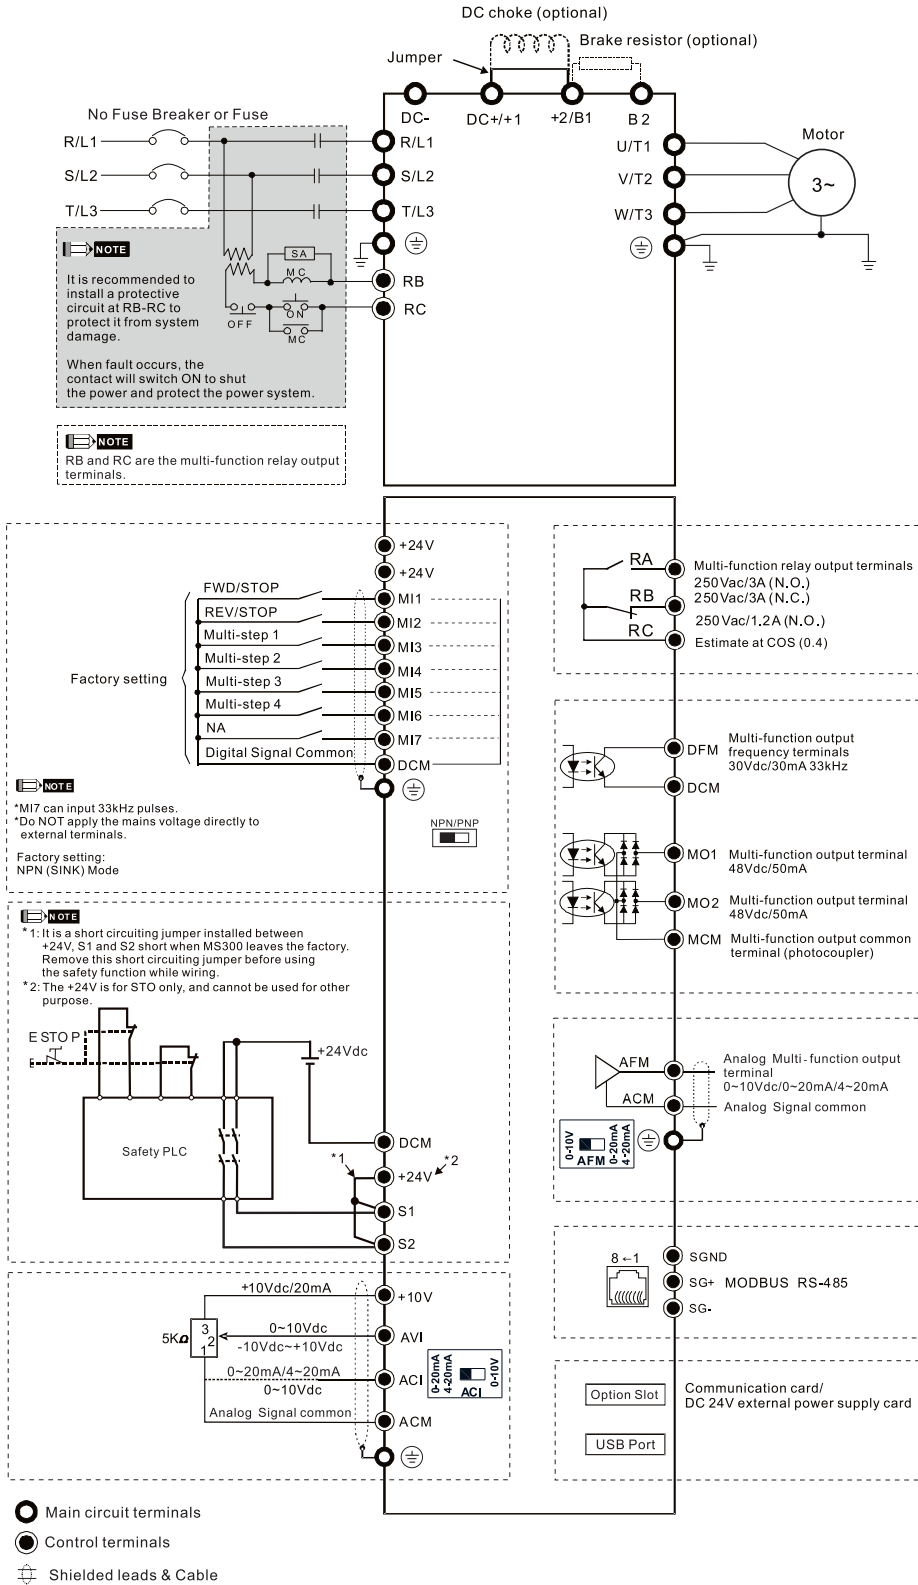 DC choke (optional)
Brake resistor (optional)
Jumper
DC-
DC+/+1
+2/B1
B2
No Fuse Breaker or Fuse
R/L1
S/L2
T/L3
R/L1
S/L2
T/L3
RB
RC
U/T1
V/T2
W/T3
Motor
3~
SA
MC
ON
OFF
MC
NOTE
It is recommended to
install a protective
circuit at RB-RC to
protect it from system
damage.
When fault occurs, the
contact will switch ON to shut
the power and protect the power system.
NOTE
RB and RC are the multi-function relay output
terminals.
+24V
+24V
FWD/STOP
MI1
REV/STOP
MI2
Multi-step 1
MI3
Multi-step 2
MI4
Factory setting
Multi-step 3
MI5
Multi-step 4
MI6
NA
MI7
Digital Signal Common
DCM
NOTE
*MI7 can input 33kHz pulses.
*Do NOT apply the mains voltage directly to
external terminals.
Factory setting:
NPN (SINK) Mode
NPN/PNP
RA
RB
RC
Multi-function relay output terminals
250Vac/3A (N.O.)
250Vac/3A (N.C.)
250Vac/1.2A (N.O.)
Estimate at COS (0.4)
DFM
Multi-function output
frequency terminals
30Vdc/30mA 33kHz
DCM
MO1
Multi-function output terminal
48Vdc/50mA
MO2
Multi-function output terminal
48Vdc/50mA
MCM
Multi-function output common
terminal (photocoupler)
NOTE
*1: It is a short circuiting jumper installed between
+24V, S1 and S2 short when MS300 leaves the factory.
Remove this short circuiting jumper before using
the safety function while wiring.
*2: The +24V is for STO only, and cannot be used for other
purpose.
ESTOP
+24Vdc
Safety PLC
DCM
*1
+24V
*2
S1
S2
AFM
Analog Multi-function output
terminal
0~10Vdc/0~20mA/4~20mA
ACM
Analog Signal common
0-10V
AFM
0-20mA
4-20mA
8←1
SGND
SG+
MODBUS RS-485
SG-
+10Vdc/20mA
+10V
5KΩ
3
2
1
0~10Vdc
-10Vdc~+10Vdc
AVI
0~20mA/4~20mA
0~10Vdc
ACI
0-20mA
4-20mA
ACI
0-10V
Analog Signal common
ACM
Option Slot
Communication card/
DC 24V external power supply card
USB Port
Main circuit terminals
Control terminals
Shielded leads & Cable